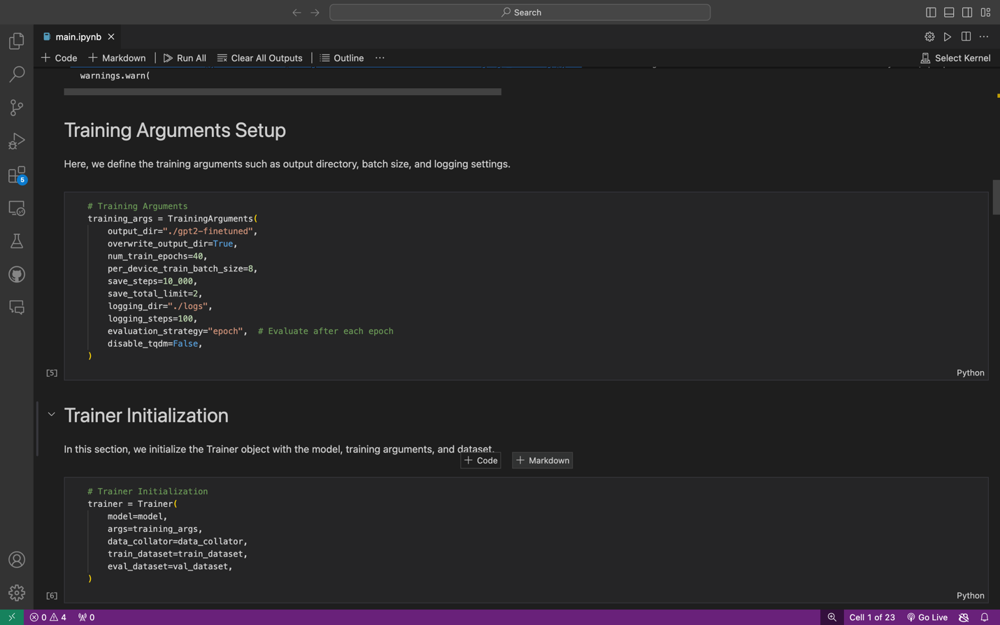 Search
main.ipynb
Code
Markdown
Run All
Clear All Outputs
Outline
Select Kernel
warnings.warn(
Training Arguments Setup
Here, we define the training arguments such as output directory, batch size, and logging settings.
# Training Arguments
training_args = TrainingArguments(
output_dir="./gpt2-finetuned",
overwrite_output_dir=True,
num_train_epochs=40,
per_device_train_batch_size=8,
save_steps=10_000,
save_total_limit=2,
logging_dir="./logs",
logging_steps=100,
evaluation_strategy="epoch",  # Evaluate after each epoch
disable_tqdm=False,
)
[5]
Python
Trainer Initialization
In this section, we initialize the Trainer object with the model, training arguments, and dataset.
Code
Markdown
# Trainer Initialization
trainer = Trainer(
model=model,
args=training_args,
data_collator=data_collator,
train_dataset=train_dataset,
eval_dataset=val_dataset,
)
[6]
Python
5
0 4 0
Cell 1 of 23
Go Live